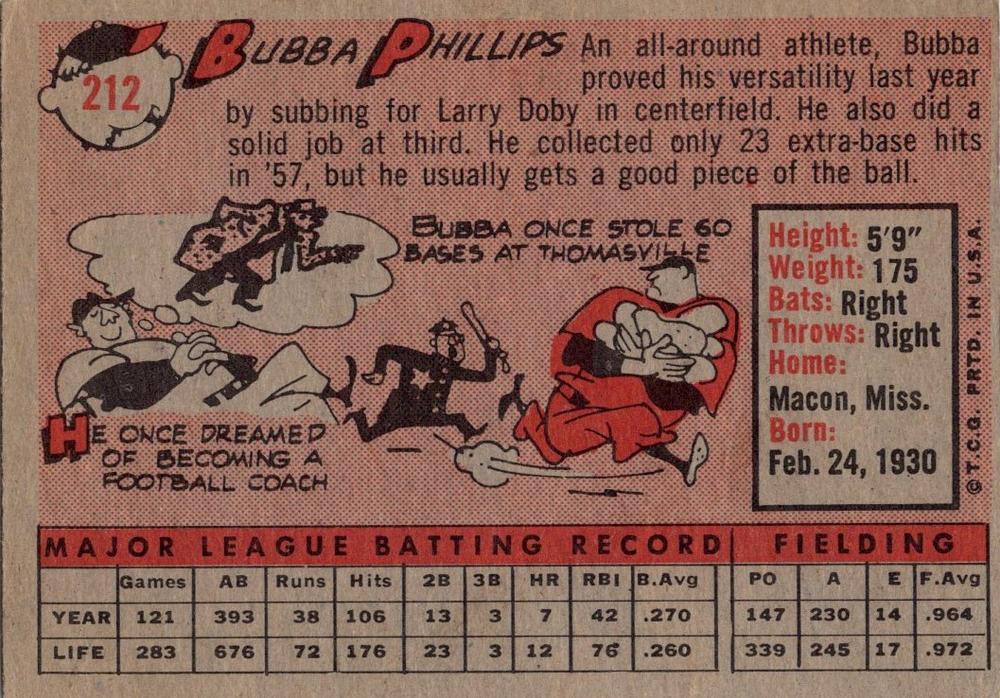 212
BUBBA PHILLIPS An all-around athlete, Bubba
proved his versatility last year
by subbing for Larry Doby in centerfield. He also did a
solid job at third. He collected only 23 extra-base hits
in '57, but he usually gets a good piece of the ball.
BUBBA ONCE STOLE 60
BASES AT THOMASVILLE
HE ONCE DREAMED
OF BECOMING A
FOOTBALL COACH
Height: 5'9"
Weight: 175
Bats: Right
Throws: Right
Home:
Macon, Miss.
Born:
Feb. 24, 1930
© T.C.G. PRTD. IN U.S.A.
MAJOR LEAGUE BATTING RECORD FIELDING
Games AB Runs Hits 2B 3B HR RBI B.Avg PO A E F.Avg
YEAR 121 393 38 106 13 3 7 42 .270 147 230 14 .964
LIFE 283 676 72 176 23 3 12 76 .260 339 245 17 .972